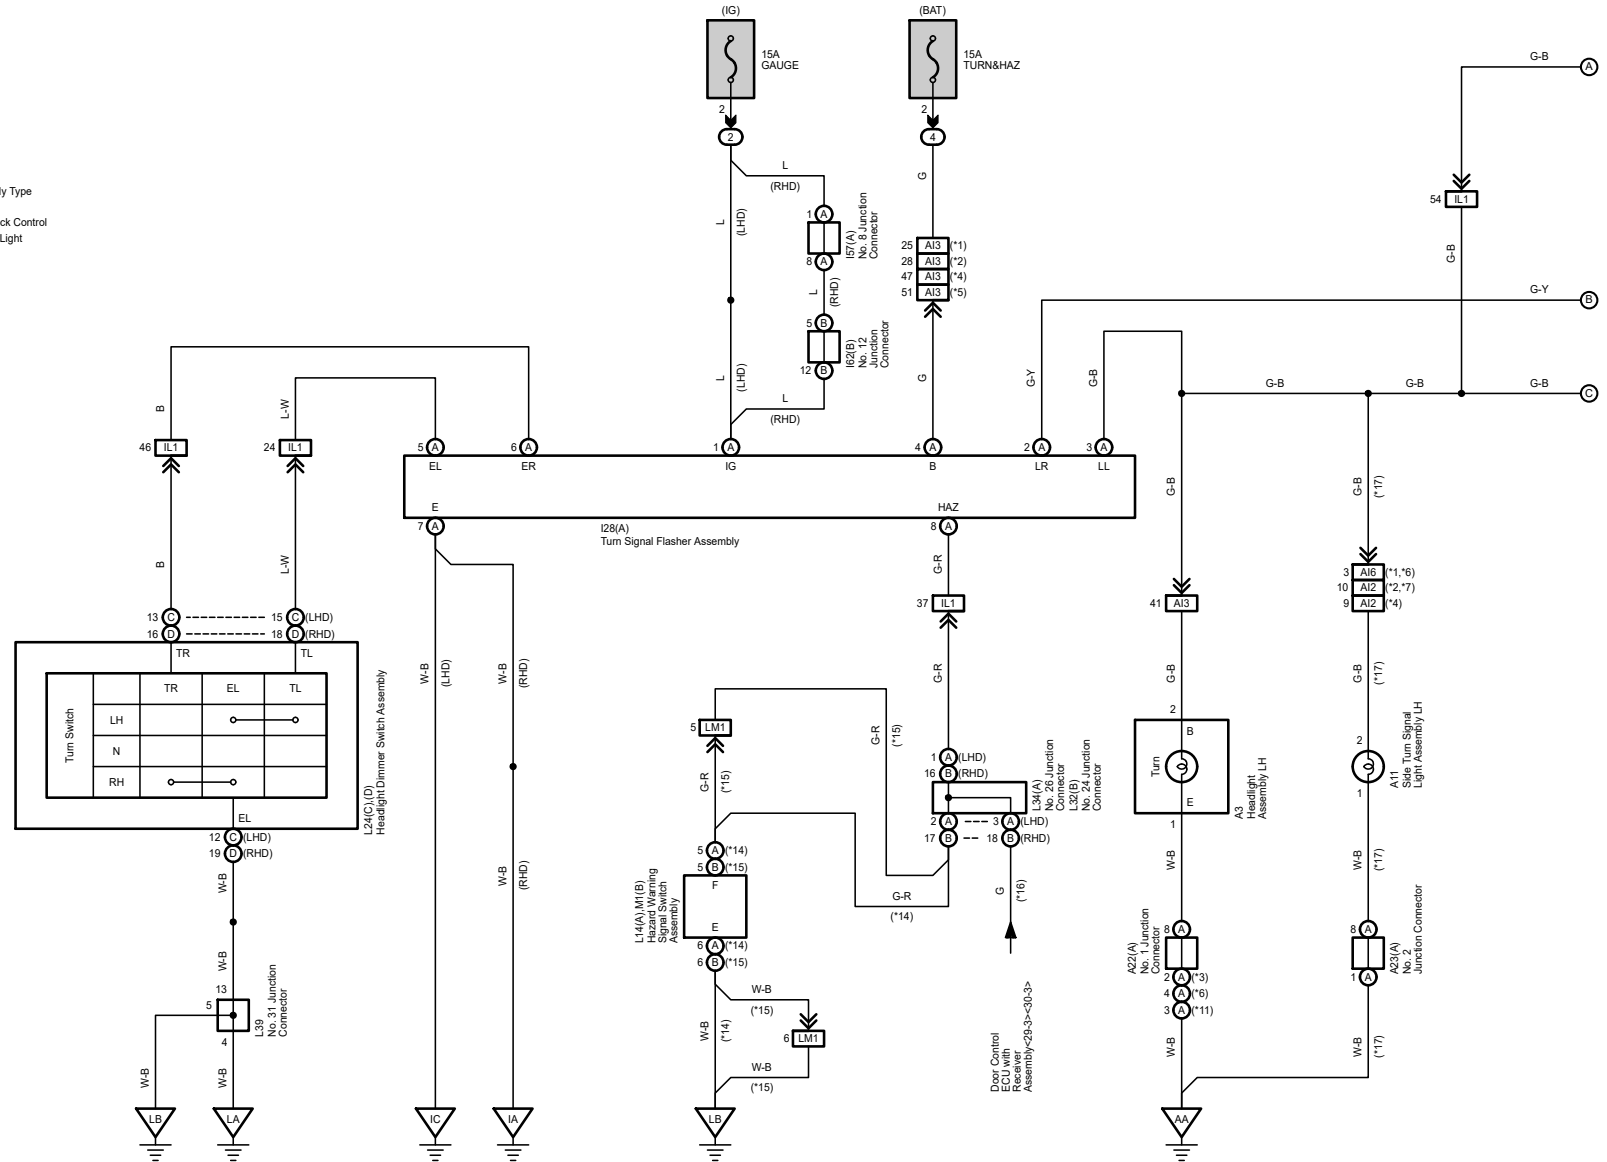 (IG)
(BAT)
15A
GAUGE
15A
TURN&HAZ
G-B
A
2
2
2
4
ly Type
ck Control
Light
L
(RHD)
G
L
(LHD)
1 A
8 A
I57(A)
No. 8 Junction
Connector
54 IL1
G-B
25 AI3 (*1)
28 AI3 (*2)
47 AI3 (*4)
51 AI3 (*5)
L
(RHD)
G-Y
B
5 B
12 B
I62(B)
No. 12
Junction
Connector
L
(LHD)
G
G-Y
G-B
G-B
G-B
G-B
C
L
(RHD)
B
L-W
46 IL1
24 IL1
5 A
6 A
1 A
4 A
2 A
3 A
EL
ER
IG
B
LR
LL
E
HAZ
7 A
8 A
I28(A)
Turn Signal Flasher Assembly
G-B
G-B
(*17)
B
L-W
G-R
37 IL1
41 AI3
3 AI6 (*1,*6)
10 AI2 (*2,*7)
9 AI2 (*4)
13 C
15 C (LHD)
16 D
18 D (RHD)
TR
TL
Turn Switch
TR
EL
TL
LH
N
RH
EL
L24(C),(D)
Headlight Dimmer Switch Assembly
12 C (LHD)
19 D (RHD)
W-B
(LHD)
W-B
(RHD)
G-R
G-B
G-B
(*17)
5 LM1
G-R
(*15)
G-R
(*15)
1 A (LHD)
16 B (RHD)
L34(A)
No. 26 Junction
Connector
L32(B)
No. 24 Junction
Connector
2 A
3 A (LHD)
17 B
18 B (RHD)
2
B
Turn
E
1
A3
Headlight
Assembly LH
2
1
A11
Side Turn Signal
Light Assembly LH
5 A (*14)
5 B (*15)
F
E
L14(A),M1(B)
Hazard Warning
Signal Switch
Assembly
6 A (*14)
6 B (*15)
G-R
(*14)
G
(*16)
W-B
W-B
(*17)
W-B
W-B
(RHD)
W-B
13
5
4
L39
No. 31 Junction
Connector
W-B
(*15)
W-B
(*14)
6 LM1
W-B
(*15)
Door Control
ECU with
Receiver
Assembly<29-3><30-3>
8 A
A22(A)
No. 1 Junction
Connector
2 A (*3)
4 A (*6)
3 A (*11)
8 A
1 A
A23(A)
No. 2
Junction Connector
W-B
W-B
(*17)
W-B
W-B
LB
LA
IC
IA
LB
AA